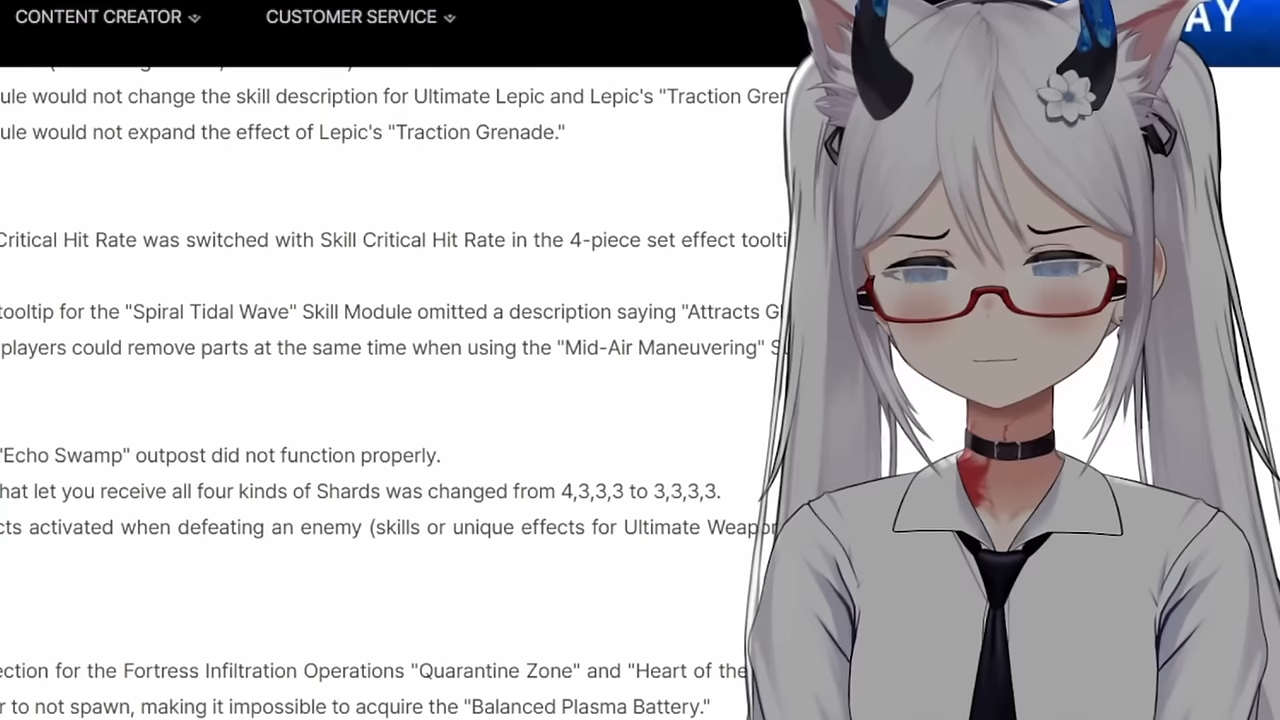 CONTENT CREATOR
CUSTOMER SERVICE
AY
ule would not change the skill description for Ultimate Lepic and Lepic's "Traction Gren
ule would not expand the effect of Lepic's "Traction Grenade."
Critical Hit Rate was switched with Skill Critical Hit Rate in the 4-piece set effect toolti
tooltip for the "Spiral Tidal Wave" Skill Module omitted a description saying "Attracts G
players could remove parts at the same time when using the "Mid-Air Maneuvering" S
"Echo Swamp" outpost did not function properly.
hat let you receive all four kinds of Shards was changed from 4,3,3,3 to 3,3,3,3.
cts activated when defeating an enemy (skills or unique effects for Ultimate Weapon
ection for the Fortress Infiltration Operations "Quarantine Zone" and "Heart of the
r to not spawn, making it impossible to acquire the "Balanced Plasma Battery."